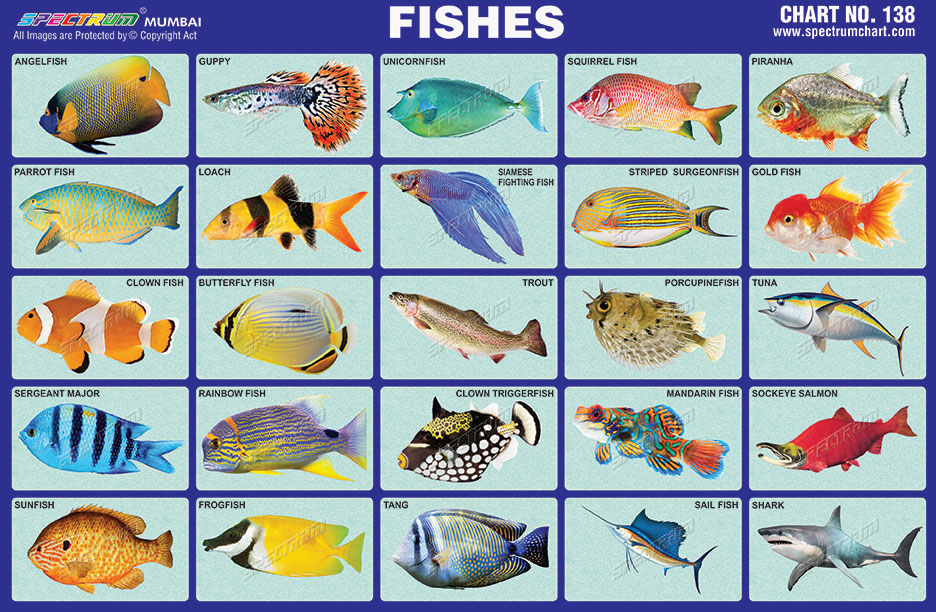 SPECTRUM® MUMBAI
All Images are Protected by © Copyright Act
FISHES
CHART NO. 138
www.spectrumchart.com
ANGELFISH
GUPPY
UNICORNFISH
SQUIRREL FISH
PIRANHA
PARROT FISH
LOACH
SIAMESE
FIGHTING FISH
STRIPED SURGEONFISH
GOLD FISH
CLOWN FISH
BUTTERFLY FISH
TROUT
PORCUPINEFISH
TUNA
SERGEANT MAJOR
RAINBOW FISH
CLOWN TRIGGERFISH
MANDARIN FISH
SOCKEYE SALMON
SUNFISH
FROGFISH
TANG
SAIL FISH
SHARK